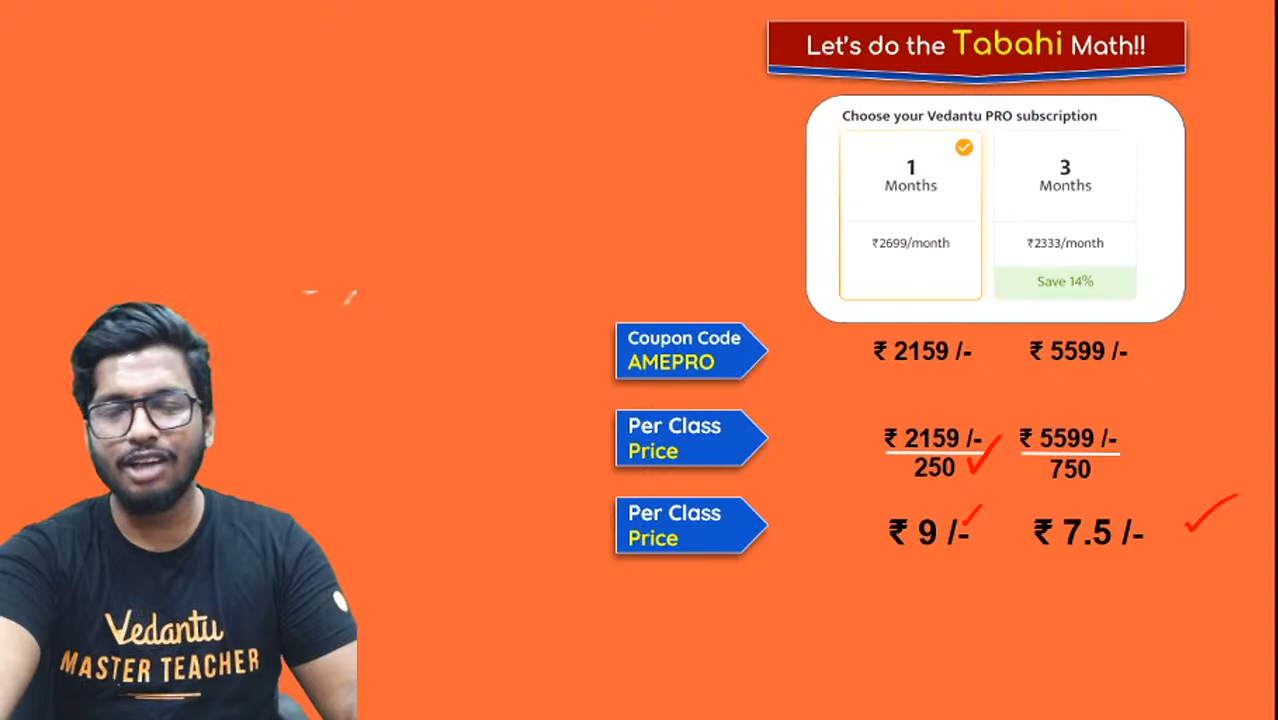 Let's do the Tabahi Math!!
Choose your Vedantu PRO subscription
1
Months
₹2699/month
3
Months
₹2333/month
Save 14%
Coupon Code
AMEPRO
₹ 2159 /-
₹ 5599 /-
Per Class
Price
₹ 2159 /-
250
₹ 5599 /-
750
Per Class
Price
₹ 9 /-
₹ 7.5 /-
Vedantu
MASTER TEACHER